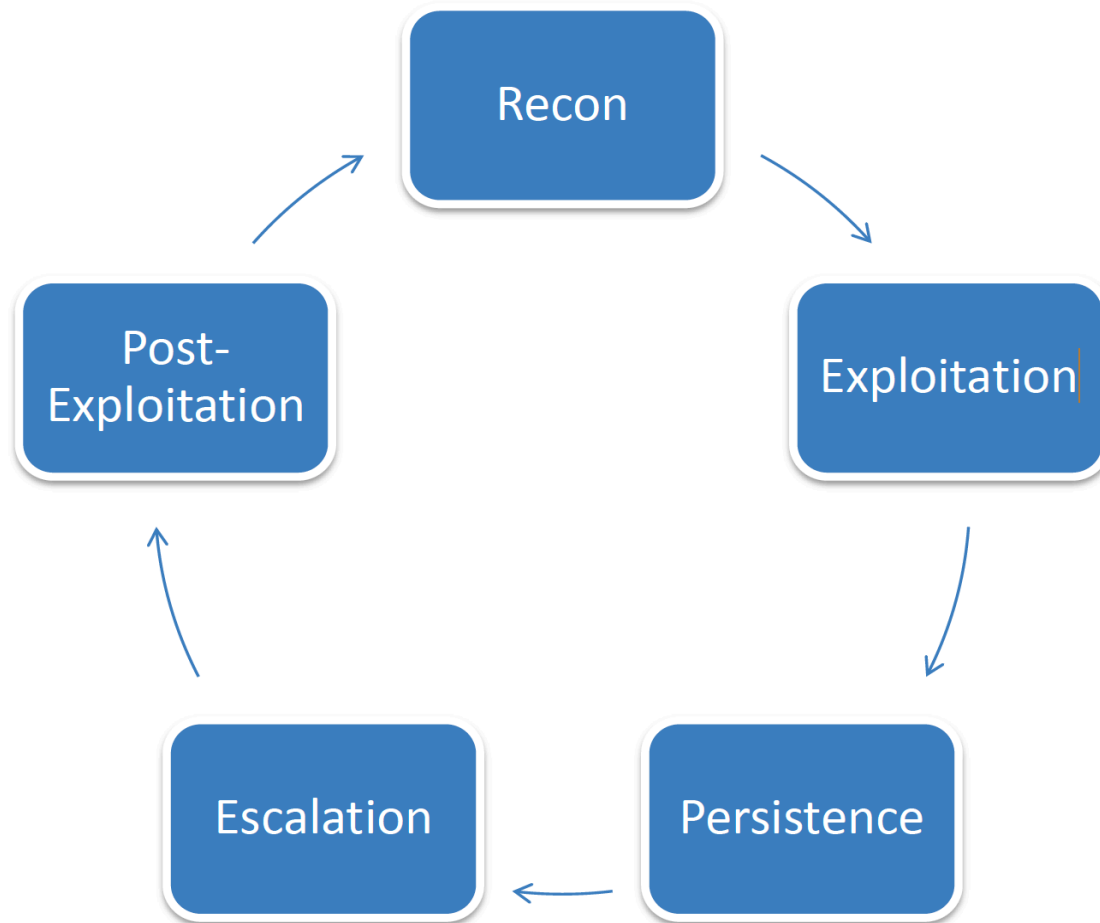 Recon
Exploitation
Persistence
Escalation
Post-
Exploitation